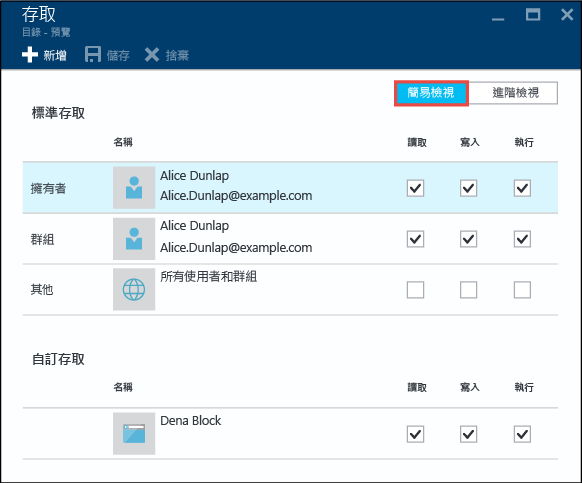 存取
目錄 - 預覽
新增 儲存 捨棄
簡易檢視 進階檢視
標準存取
名稱 讀取 寫入 執行
擁有者 Alice Dunlap
Alice.Dunlap@example.com
群組 Alice Dunlap
Alice.Dunlap@example.com
其他 所有使用者和群組
自訂存取
名稱 讀取 寫入 執行
Dena Block